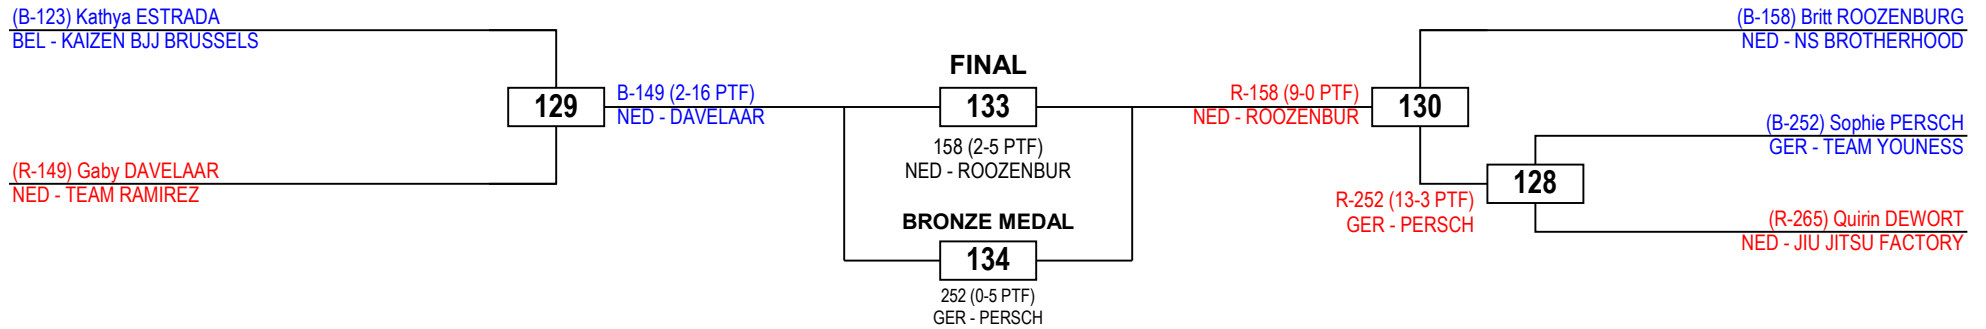 (B-123) Kathya ESTRADA
BEL - KAIZEN BJJ BRUSSELS
(R-149) Gaby DAVELAAR
NED - TEAM RAMIREZ
129
B-149 (2-16 PTF)
NED - DAVELAAR
FINAL
133
158 (2-5 PTF)
NED - ROOZENBUR
BRONZE MEDAL
134
252 (0-5 PTF)
GER - PERSCH
R-158 (9-0 PTF)
NED - ROOZENBUR
130
R-252 (13-3 PTF)
GER - PERSCH
128
(B-158) Britt ROOZENBURG
NED - NS BROTHERHOOD
(B-252) Sophie PERSCH
GER - TEAM YOUNESS
(R-265) Quirin DEWORT
NED - JIU JITSU FACTORY